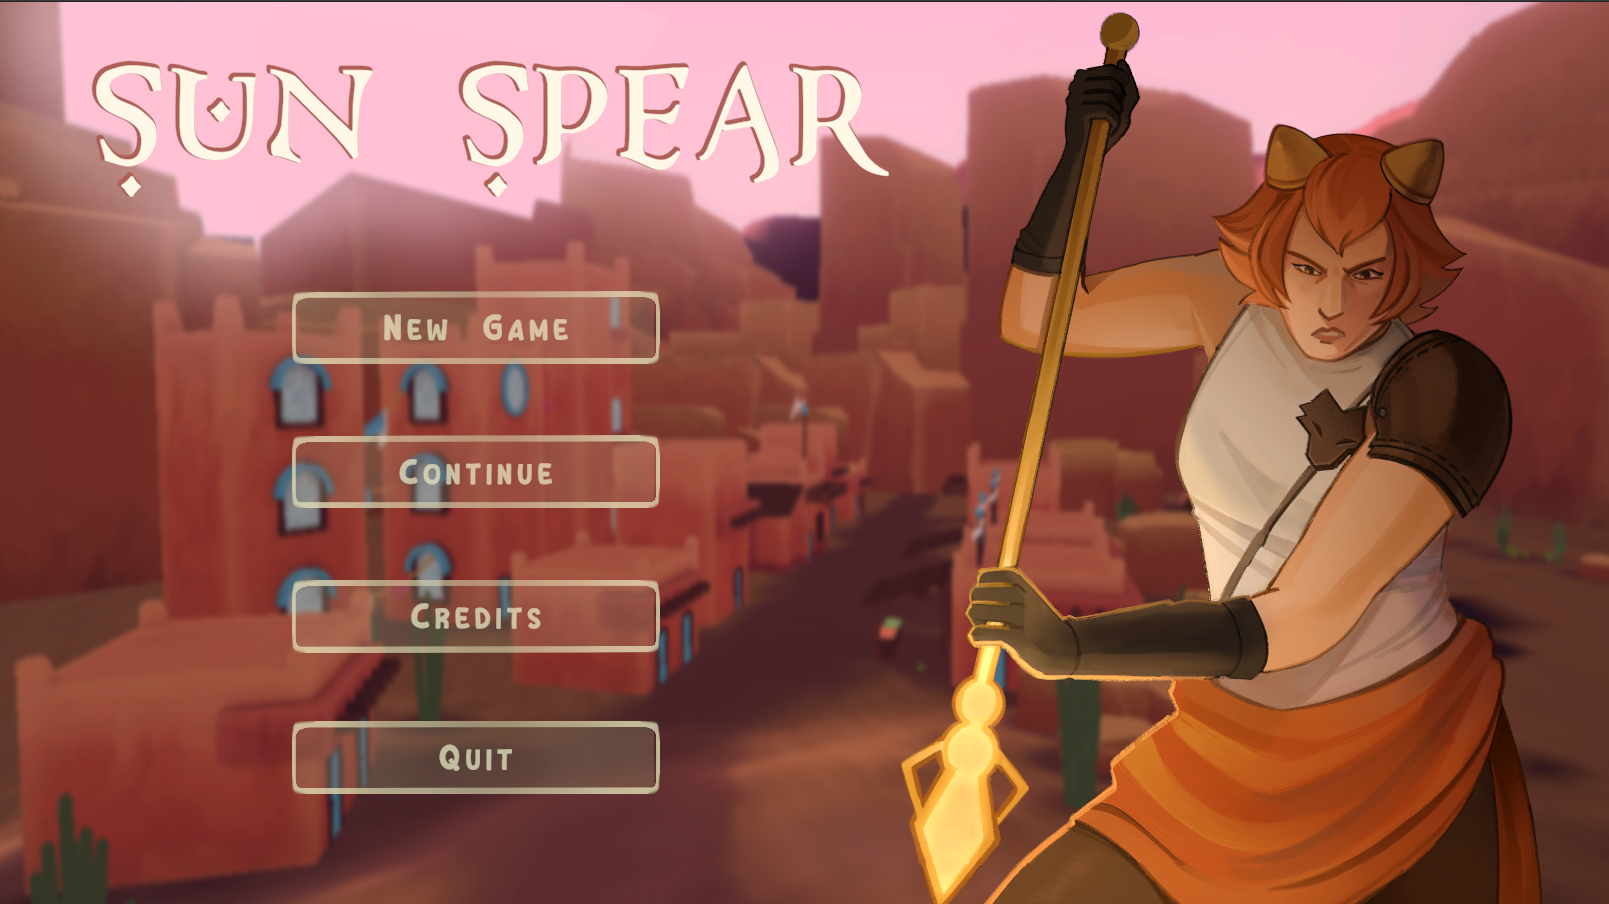 SUN SPEAR
NEW GAME
CONTINUE
CREDITS
QUIT